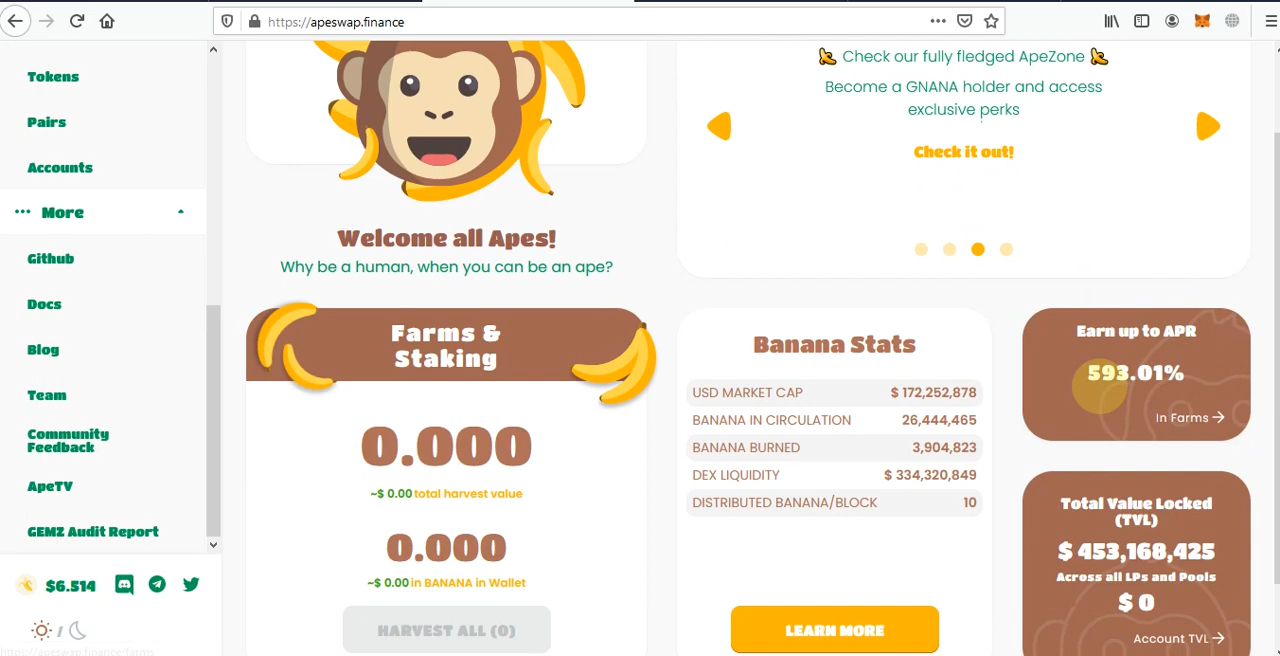 https://apeswap.finance
Tokens
Pairs
Accounts
More
Github
Docs
Blog
Team
Community
Feedback
ApeTV
GEMZ Audit Report
$6.514
/
https://apeswap.finance/farms
Welcome all Apes!
Why be a human, when you can be an ape?
Check our fully fledged ApeZone
Become a GNANA holder and access
exclusive perks
Check it out!
Farms &
Staking
0.000
~$ 0.00 total harvest value
0.000
~$ 0.00 in BANANA in Wallet
HARVEST ALL (0)
Banana Stats
USD MARKET CAP $ 172,252,878
BANANA IN CIRCULATION 26,444,465
BANANA BURNED 3,904,823
DEX LIQUIDITY $ 334,320,849
DISTRIBUTED BANANA/BLOCK 10
LEARN MORE
Earn up to APR
593.01%
In Farms →
Total Value Locked
(TVL)
$ 453,168,425
Across all LPs and Pools
$ 0
Account TVL →